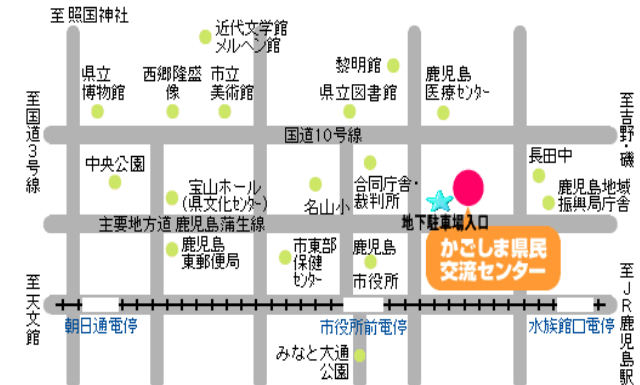 至 照国神社
近代文学館
メルヘン館
県立
博物館
西郷隆盛
像
市立
美術館
黎明館
県立図書館
鹿児島
医療センター
至国道3号線
国道10号線
至吉野・磯
中央公園
宝山ホール
(県文化センター)
名山小
合同庁舎・
裁判所
長田中
鹿児島地域
振興局庁舎
地下駐車場入口
主要地方道 鹿児島蒲生線
かごしま県民
交流センター
鹿児島
東郵便局
市東部
保健
センター
鹿児島
市役所
至天文館
至JR鹿児島駅
朝日通電停
市役所前電停
水族館口電停
みなと大通
公園